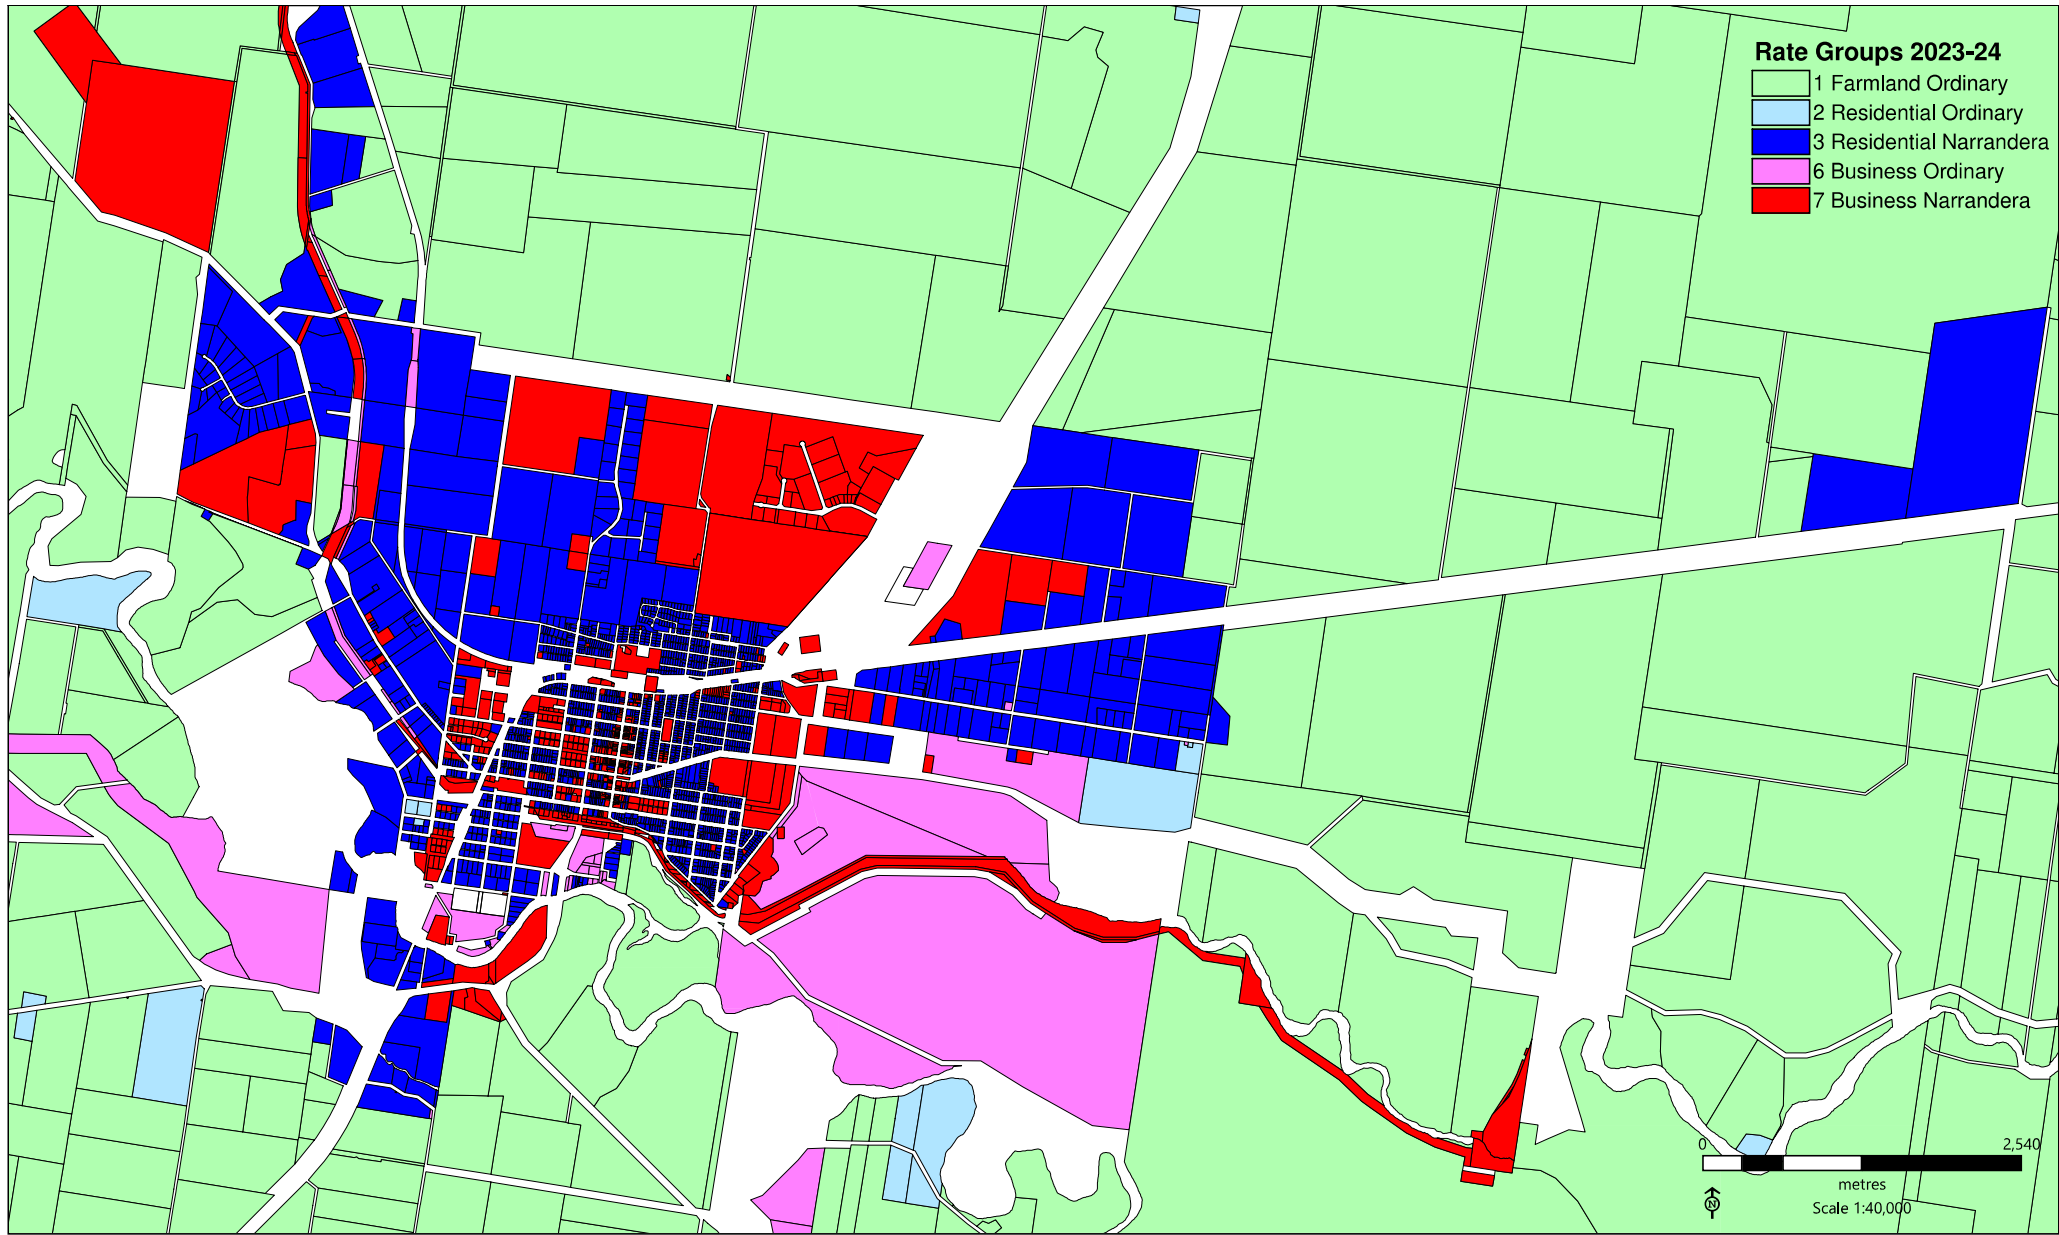 Rate Groups 2023-24
1 Farmland Ordinary
2 Residential Ordinary
3 Residential Narrandera
6 Business Ordinary
7 Business Narrandera
0 2,540
metres
N
Scale 1:40,000